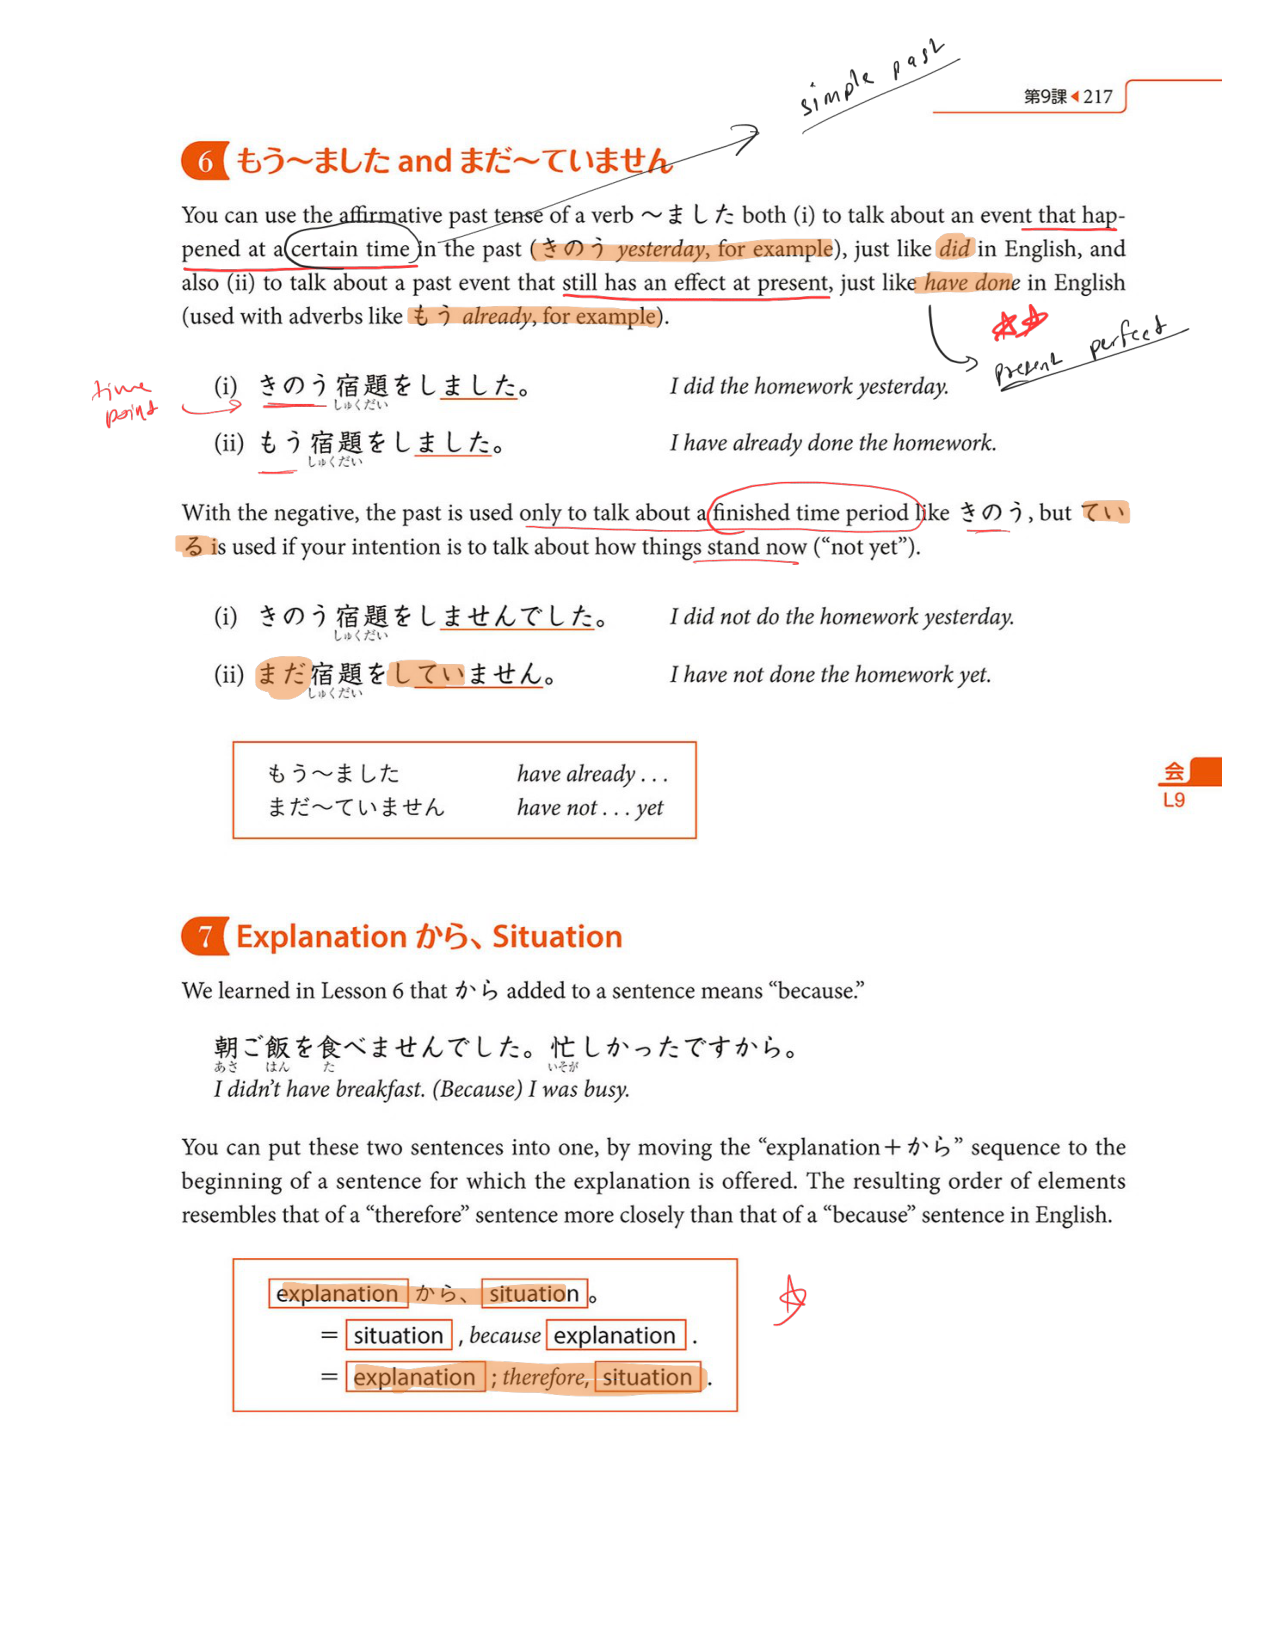 simple past
第9課 ◀ 217
6 もう〜ました and まだ〜ていません
You can use the affirmative past tense of a verb 〜ました both (i) to talk about an event that hap-
pened at a certain time in the past (きのう yesterday, for example), just like did in English, and
also (ii) to talk about a past event that still has an effect at present, just like have done in English
(used with adverbs like もう already, for example).
present perfect
time
point
(i) きのう宿題をしました。 I did the homework yesterday.
しゅくだい
(ii) もう宿題をしました。 I have already done the homework.
しゅくだい
With the negative, the past is used only to talk about a finished time period like きのう, but てい
る is used if your intention is to talk about how things stand now (“not yet”).
(i) きのう宿題をしませんでした。 I did not do the homework yesterday.
しゅくだい
(ii) まだ宿題をしていません。 I have not done the homework yet.
しゅくだい
もう〜ました have already . . .
まだ〜ていません have not . . . yet
会
L9
7 Explanation から、Situation
We learned in Lesson 6 that から added to a sentence means “because.”
朝ご飯を食べませんでした。忙しかったですから。
あさ はん た いそが
I didn’t have breakfast. (Because) I was busy.
You can put these two sentences into one, by moving the “explanation＋から” sequence to the
beginning of a sentence for which the explanation is offered. The resulting order of elements
resembles that of a “therefore” sentence more closely than that of a “because” sentence in English.
explanation から、 situation 。
= situation , because explanation .
= explanation ; therefore, situation .